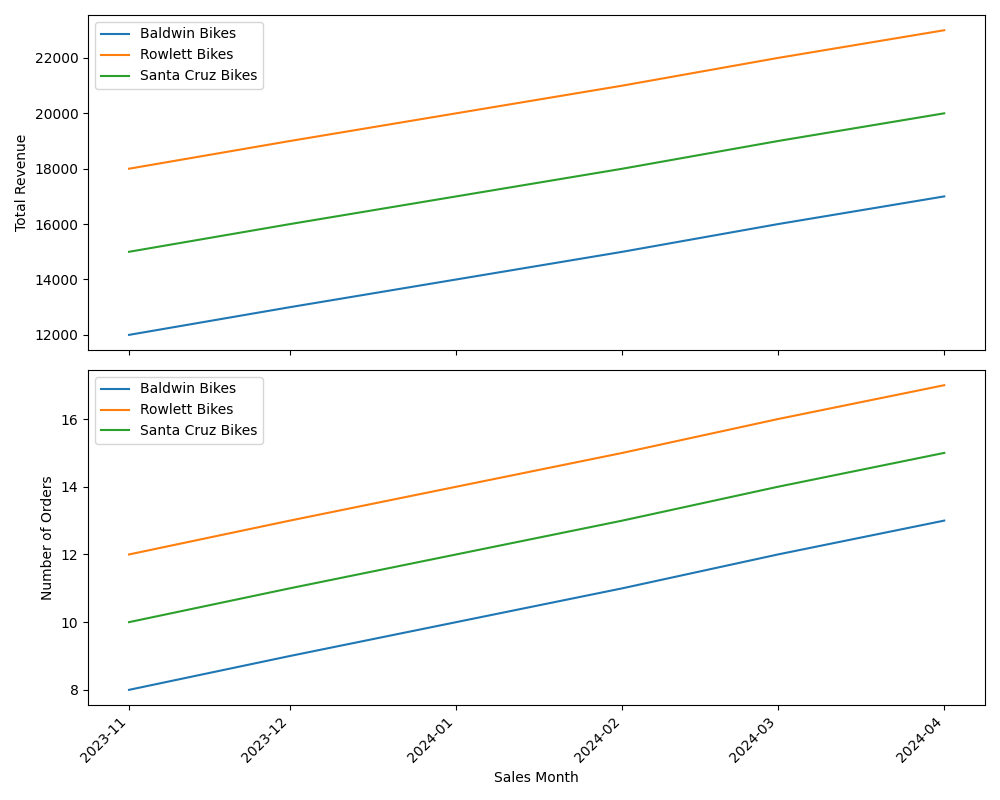 Baldwin Bikes
Rowlett Bikes
Santa Cruz Bikes
22000
20000
18000
16000
14000
12000
Total Revenue
Baldwin Bikes
Rowlett Bikes
Santa Cruz Bikes
16
14
12
10
8
Number of Orders
2023-11
2023-12
2024-01
2024-02
2024-03
2024-04
Sales Month